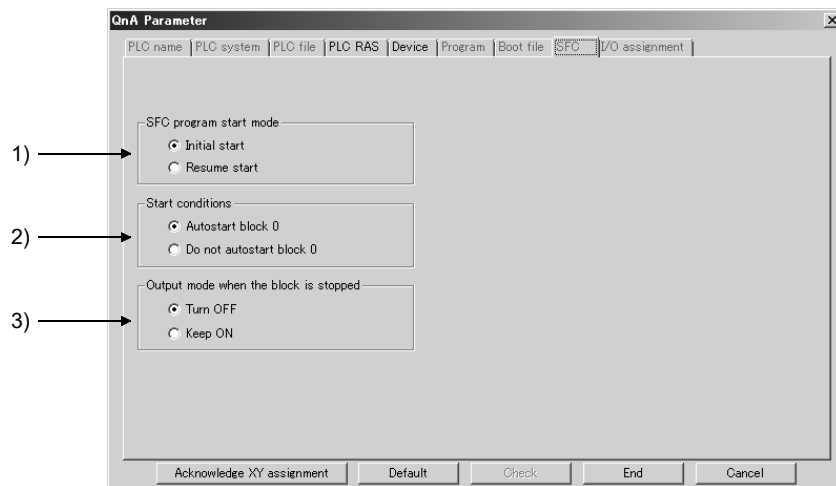 QnA Parameter
PLC name PLC system PLC file PLC RAS Device Program Boot file SFC I/O assignment
SFC program start mode
1)
Initial start
Resume start
Start conditions
2)
Autostart block 0
Do not autostart block 0
Output mode when the block is stopped
3)
Turn OFF
Keep ON
Acknowledge XY assignment Default Check End Cancel